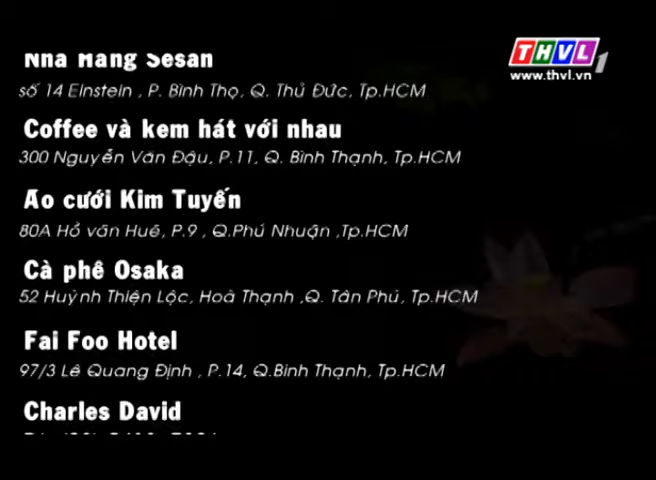 Nhà Hàng Sesan
số 14 Einstein , P. Bình Thọ, Q. Thủ Đức, Tp.HCM
THVL1
www.thvl.vn
Coffee và kem hát với nhau
300 Nguyễn Văn Đậu, P.11, Q. Bình Thạnh, Tp.HCM
Áo cưới Kim Tuyến
80A Hồ văn Huê, P.9 , Q.Phú Nhuận ,Tp.HCM
Cà phê Osaka
52 Huỳnh Thiện Lộc, Hoà Thạnh ,Q. Tân Phú, Tp.HCM
Fai Foo Hotel
97/3 Lê Quang Định , P.14, Q.Bình Thạnh, Tp.HCM
Charles David